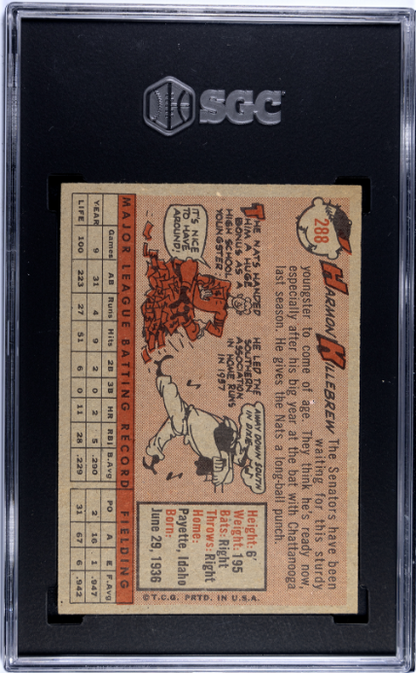 SGC
288
HARMON KILLEBREW
The Senators have been
waiting for this sturdy
youngster to come of age. They think he's ready now,
especially after his big year at the bat with Chattanooga
last season. He gives the Nats a long-ball punch.
THE NATS HANDED
HIM A HUGE
BONUS AS A
HIGH SCHOOL
YOUNGSTER
IT'S NICE
TO HAVE
AROUND!
HE LED THE
SOUTHERN
ASSOCIATION
IN HOME RUNS
IN 1957
AWAY DOWN SOUTH
IN DIXIE
Height: 6'
Weight: 195
Bats: Right
Throws: Right
Home:
Payette, Idaho
Born:
June 29, 1936
MAJOR LEAGUE BATTING RECORD FIELDING
Games AB Runs Hits 2B 3B HR RBI B.Avg PO A E F.Avg
YEAR 9 31 4 9 2 0 2 5 .290 2 16 1 .947
LIFE 100 223 27 51 6 0 11 28 .229 31 67 6 .942
©T.C.G. PRTD. IN U.S.A.